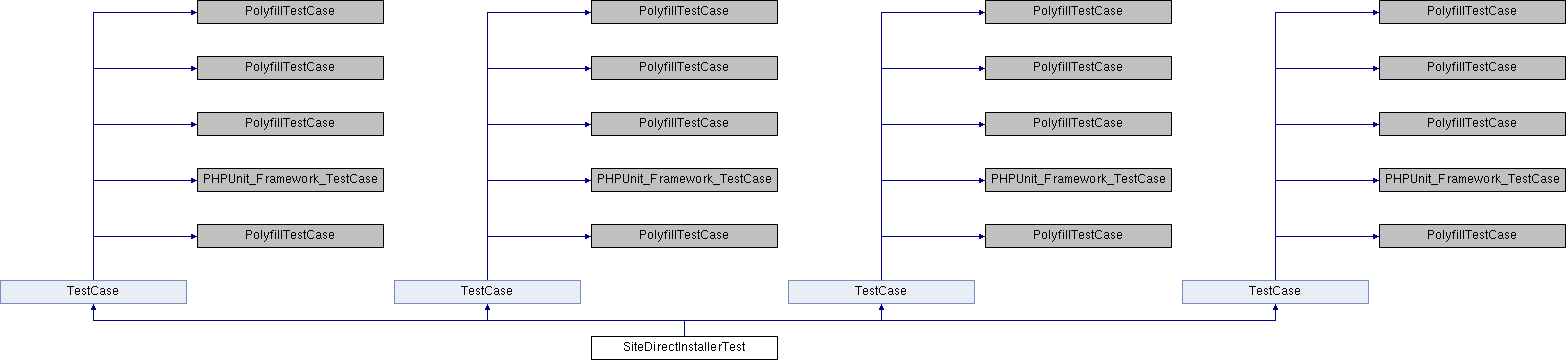 PolyfillTestCase PolyfillTestCase PolyfillTestCase PolyfillTestCase
PolyfillTestCase PolyfillTestCase PolyfillTestCase PolyfillTestCase
PolyfillTestCase PolyfillTestCase PolyfillTestCase PolyfillTestCase
PHPUnit_Framework_TestCase PHPUnit_Framework_TestCase PHPUnit_Framework_TestCase PHPUnit_Framework_TestCase
PolyfillTestCase PolyfillTestCase PolyfillTestCase PolyfillTestCase
TestCase TestCase TestCase TestCase
SiteDirectInstallerTest